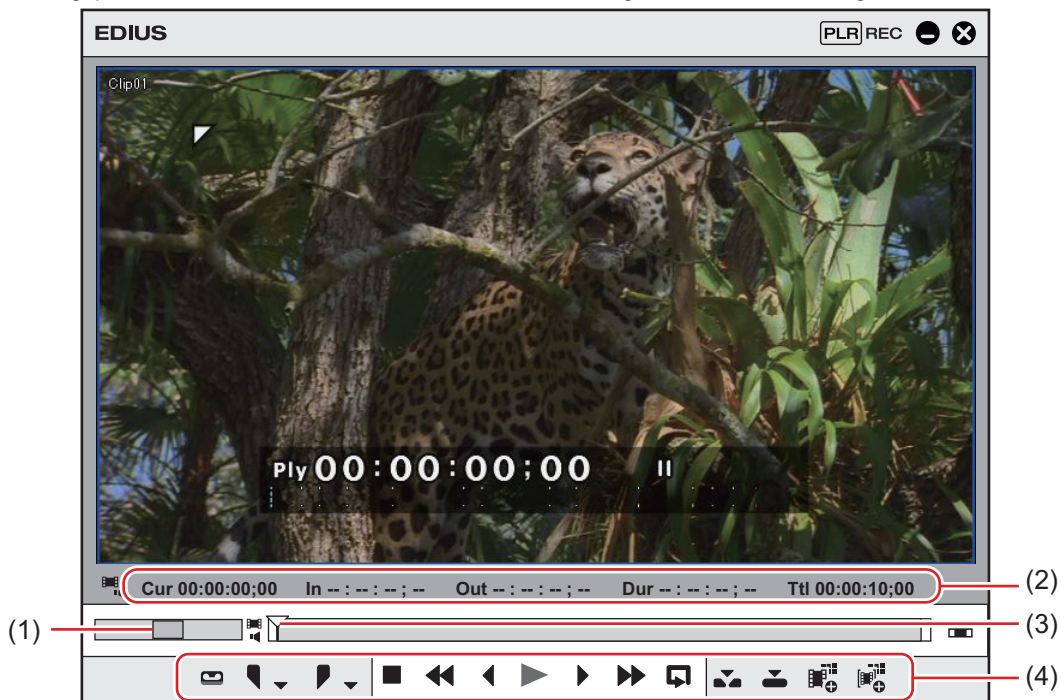 EDIUS
PLR REC
Clip01
Ply 00:00:00;00
Cur 00:00:00;00 In -- : -- : -- ; -- Out -- : -- : -- ; -- Dur -- : -- : -- ; -- Ttl 00:00:10;00
(2)
(1)
(3)
(4)